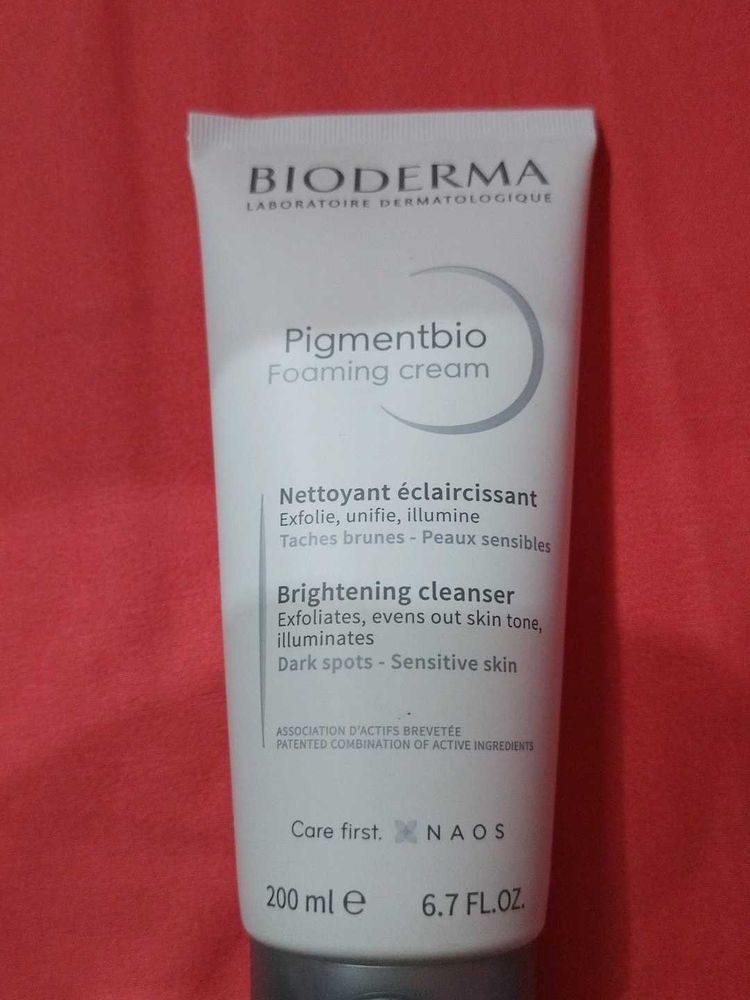 BIODERMA
LABORATOIRE DERMATOLOGIQUE
Pigmentbio
Foaming cream
Nettoyant éclaircissant
Exfolie, unifie, illumine
Taches brunes - Peaux sensibles
Brightening cleanser
Exfoliates, evens out skin tone,
illuminates
Dark spots - Sensitive skin
ASSOCIATION D'ACTIFS BREVETÉE
PATENTED COMBINATION OF ACTIVE INGREDIENTS
Care first. NAOS
200 ml ℮ 6.7 FL.OZ.